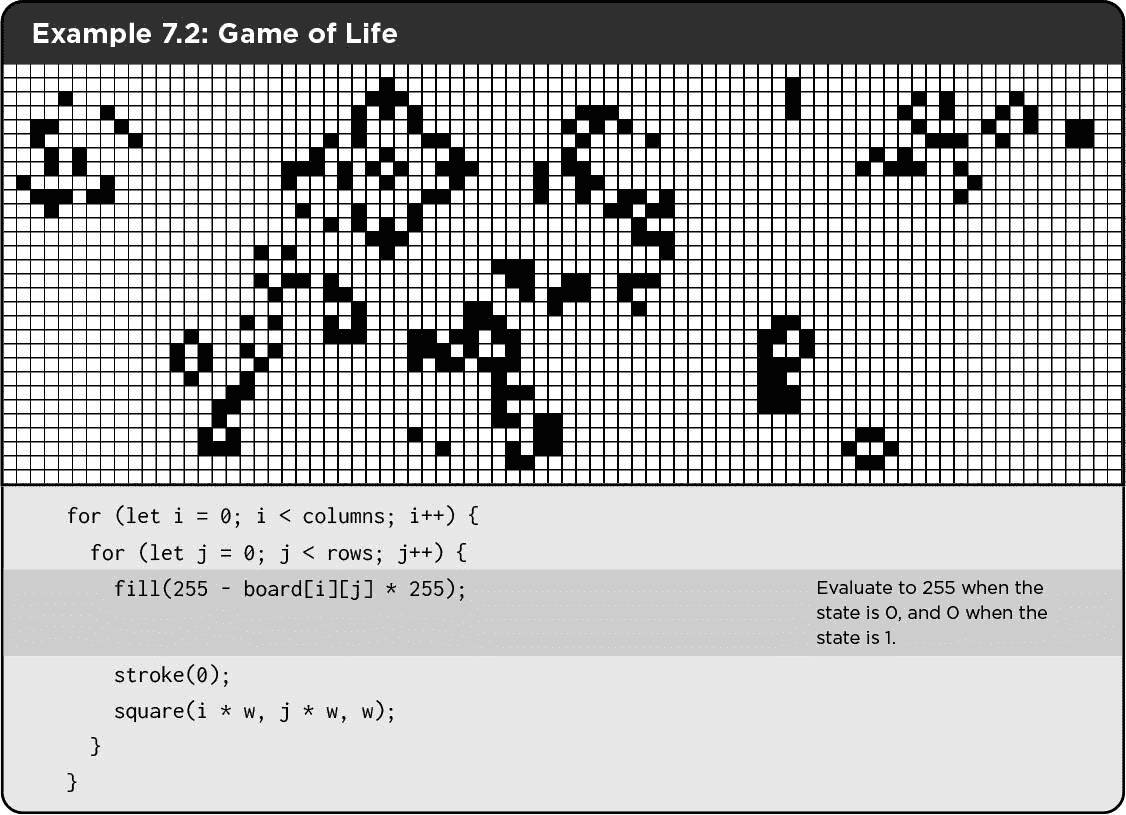 Example 7.2: Game of Life
for (let i = 0; i < columns; i++) {
for (let j = 0; j < rows; j++) {
fill(255 - board[i][j] * 255);
Evaluate to 255 when the
state is 0, and 0 when the
state is 1.
stroke(0);
square(i * w, j * w, w);
}
}